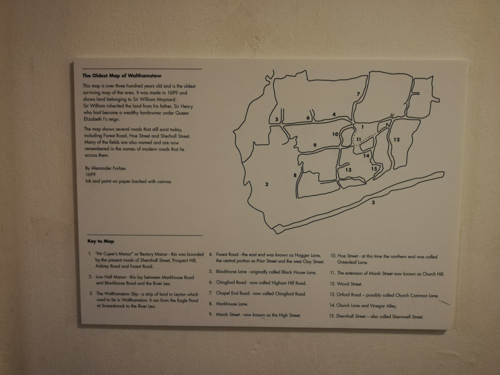 The Oldest Map of Walthamstow
This map is over three hundred years old and is the oldest
surviving map of the area. It was made in 1699 and
shows land belonging to Sir William Maynard.
Sir William inherited the land from his father, Sir Henry
who had become a wealthy landowner under Queen
Elizabeth I's reign.
The map shows several roads that still exist today,
including Forest Road, Hoe Street and Shernhall Street.
Many of the fields are also named and are now
remembered in the names of modern roads that lie
across them.
By Alexander Forbes
1699
Ink and paint on paper backed with canvas
7
5
6
4
1
10
11
12
9
14
2
8
13
15
3
Key to Map
1. "Mr Cooper's Manor" or Rectory Manor - this was bounded
by the present roads of Shernhall Street, Prospect Hill,
Aubrey Road and Forest Road.
2. Low Hall Manor - this lay between Markhouse Road
and Blackhorse Road and the River Lea.
3. The Walthamstow Slip - a strip of land in Leyton which
used to lie in Walthamstow. It ran from the Eagle Pond
at Snaresbrook to the River Lea.
4. Forest Road - the east end was known as Hagger Lane,
the central portion as Prior Street and the west Clay Street.
5. Blackhorse Lane - originally called Black House Lane.
6. Chingford Road - now called Higham Hill Road.
7. Chapel End Road - now called Chingford Road.
8. Markhouse Lane.
9. Marsh Street - now known as the High Street.
10. Hoe Street - at this time the northern end was called
Greenleaf Lane.
11. The extension of Marsh Street now known as Church Hill.
12. Wood Street.
13. Orford Road - possibly called Church Common Lane.
14. Church Lane and Vinegar Alley.
15. Shernhall Street - also called Shernwell Street.